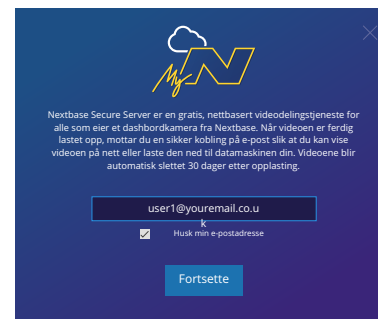 My N
Nextbase Secure Server er en gratis, nettbasert videodelingstjeneste for
alle som eier et dashbordkamera fra Nextbase. Når videoen er ferdig
lastet opp, mottar du en sikker kobling på e-post slik at du kan vise
videoen på nett eller laste den ned til datamaskinen din. Videoene blir
automatisk slettet 30 dager etter opplasting.
user1@youremail.co.u
k
Husk min e-postadresse
Fortsette